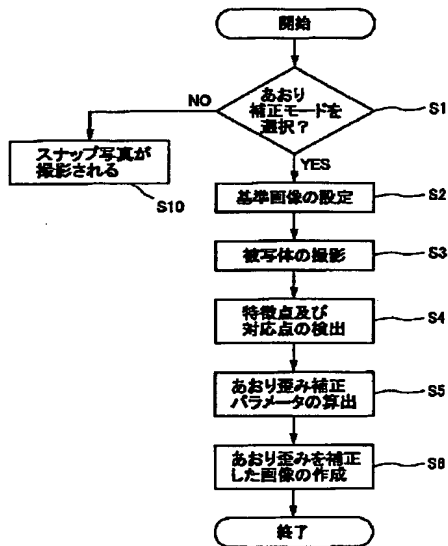 開始
あおり
補正モードを
選択?
S1
NO
YES
スナップ写真が
撮影される
S10
基準画像の設定
S2
被写体の撮影
S3
特徴点及び
対応点の検出
S4
あおり歪み補正
パラメータの算出
S5
あおり歪みを補正
した画像の作成
S6
終了